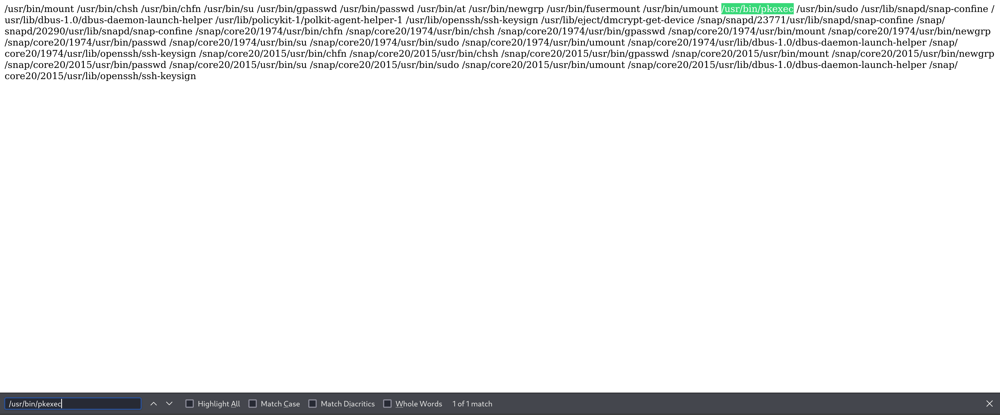 /usr/bin/mount /usr/bin/chsh /usr/bin/chfn /usr/bin/su /usr/bin/gpasswd /usr/bin/passwd /usr/bin/at /usr/bin/newgrp /usr/bin/fusermount /usr/bin/umount /usr/bin/pkexec /usr/bin/sudo /usr/lib/snapd/snap-confine /
usr/lib/dbus-1.0/dbus-daemon-launch-helper /usr/lib/policykit-1/polkit-agent-helper-1 /usr/lib/openssh/ssh-keysign /usr/lib/eject/dmcrypt-get-device /snap/snapd/23771/usr/lib/snapd/snap-confine /snap/
snapd/20290/usr/lib/snapd/snap-confine /snap/core20/1974/usr/bin/chfn /snap/core20/1974/usr/bin/chsh /snap/core20/1974/usr/bin/gpasswd /snap/core20/1974/usr/bin/mount /snap/core20/1974/usr/bin/newgrp
/snap/core20/1974/usr/bin/passwd /snap/core20/1974/usr/bin/su /snap/core20/1974/usr/bin/sudo /snap/core20/1974/usr/bin/umount /snap/core20/1974/usr/lib/dbus-1.0/dbus-daemon-launch-helper /snap/
core20/1974/usr/lib/openssh/ssh-keysign /snap/core20/2015/usr/bin/chfn /snap/core20/2015/usr/bin/chsh /snap/core20/2015/usr/bin/gpasswd /snap/core20/2015/usr/bin/mount /snap/core20/2015/usr/bin/newgrp
/snap/core20/2015/usr/bin/passwd /snap/core20/2015/usr/bin/su /snap/core20/2015/usr/bin/sudo /snap/core20/2015/usr/bin/umount /snap/core20/2015/usr/lib/dbus-1.0/dbus-daemon-launch-helper /snap/
core20/2015/usr/lib/openssh/ssh-keysign
/usr/bin/pkexec Highlight All Match Case Match Diacritics Whole Words 1 of 1 match